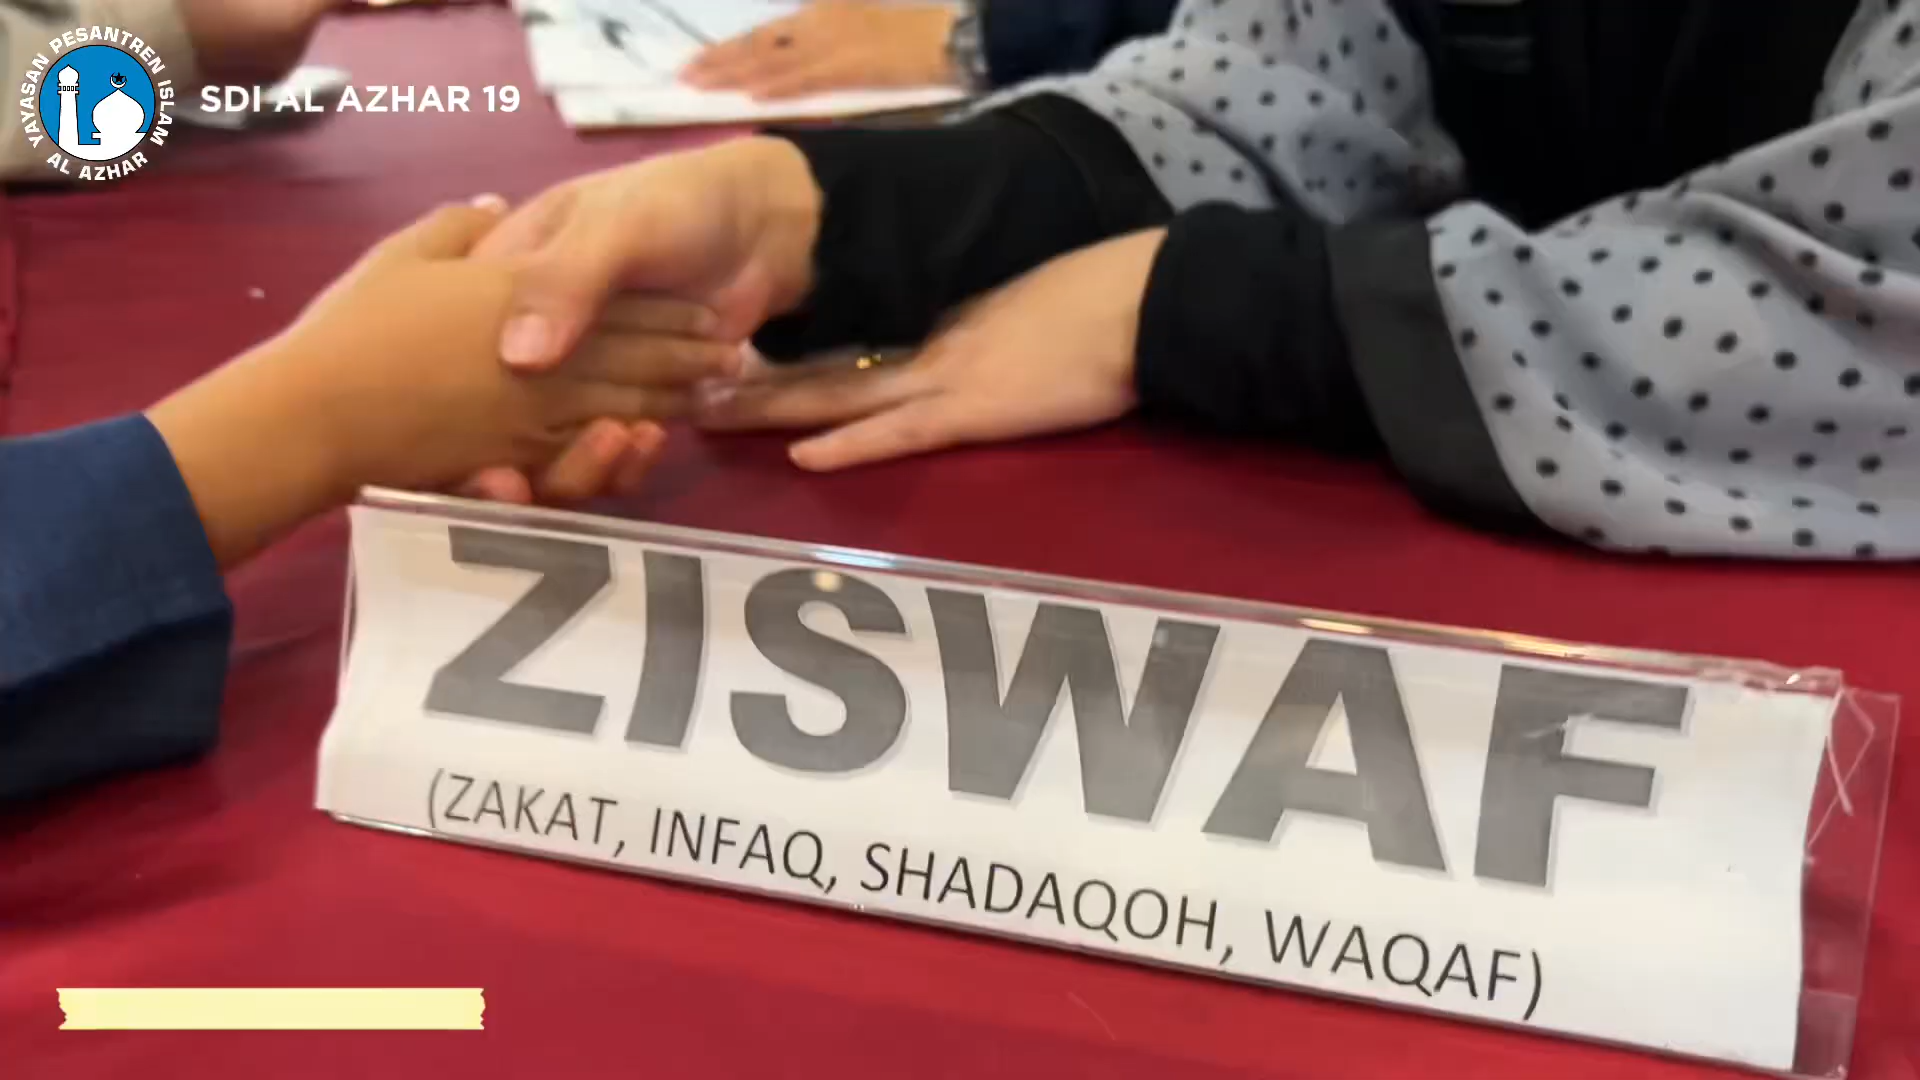 YAYASAN PESANTREN ISLAM
AL AZHAR
SDI AL AZHAR 19
ZISWAF
(ZAKAT, INFAQ, SHADAQOH, WAQAF)